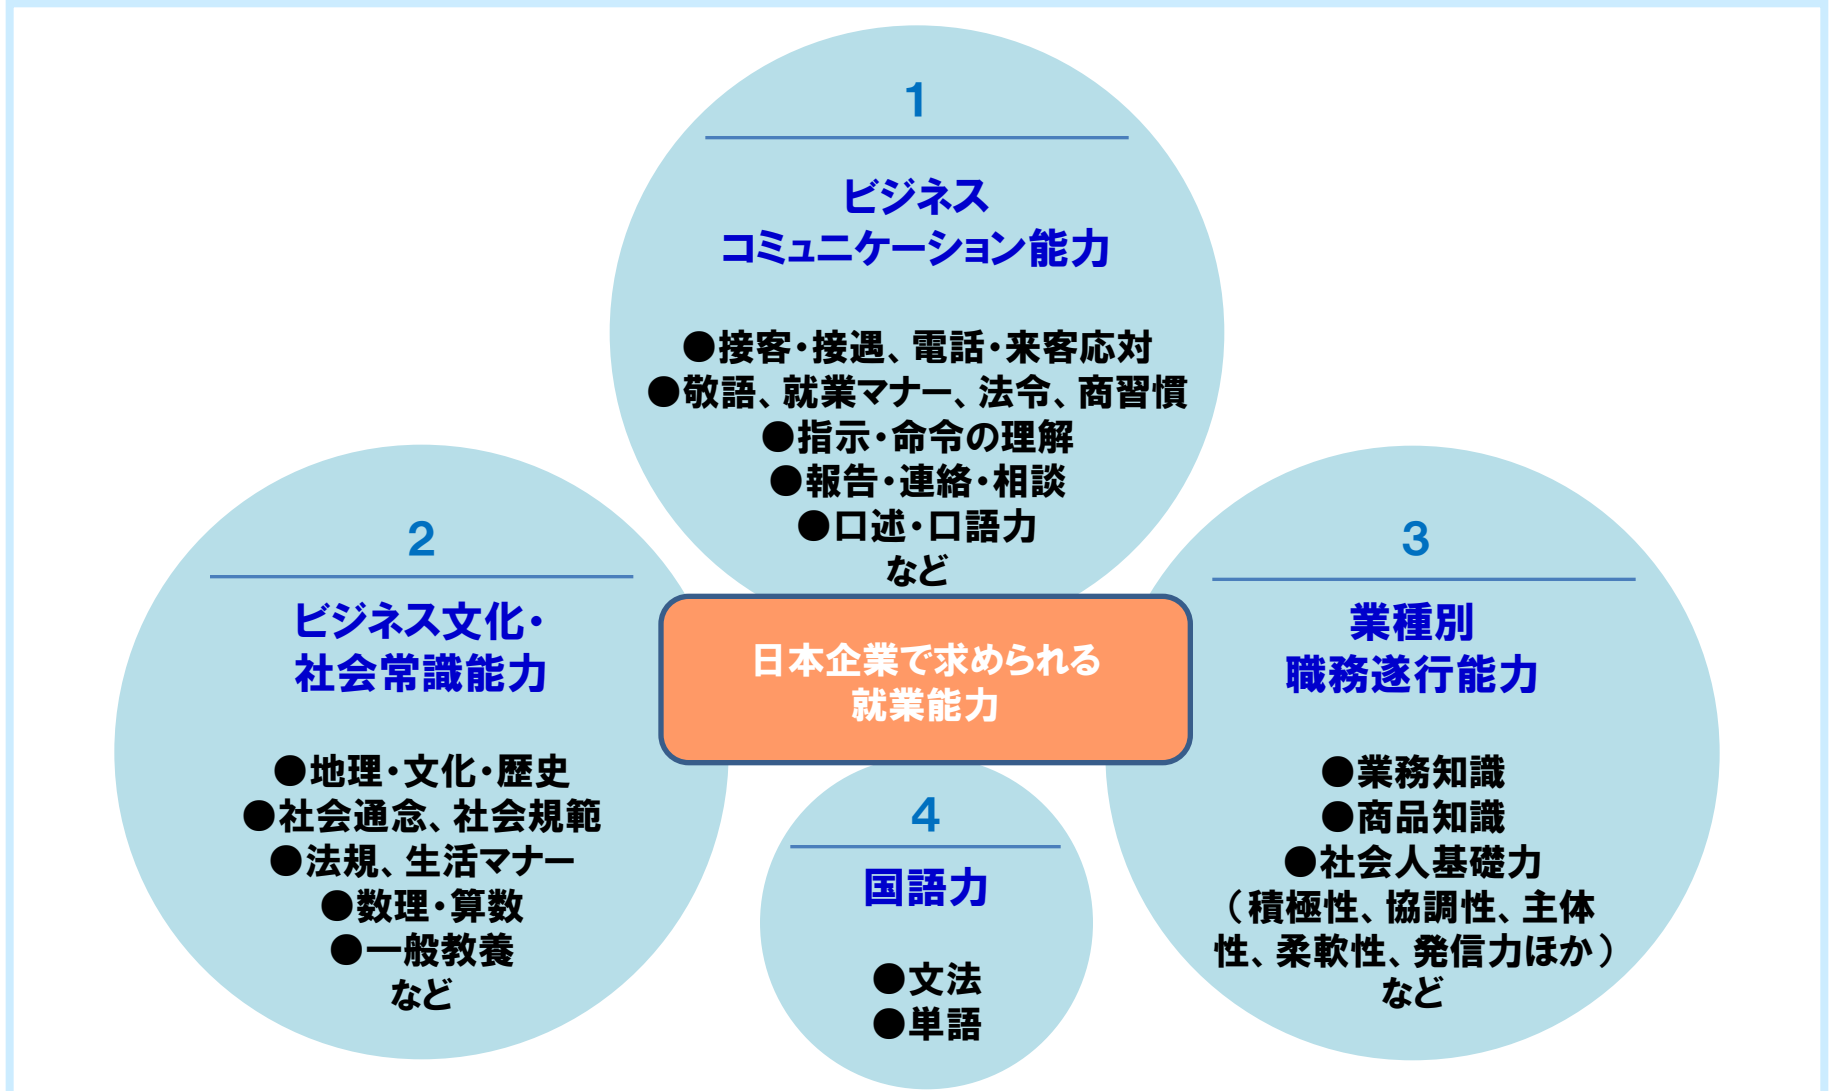 1
ビジネス
コミュニケーション能力
●接客・接遇、電話・来客応対
●敬語、就業マナー、法令、商習慣
●指示・命令の理解
●報告・連絡・相談
●口述・口語力
など
2
ビジネス文化・
社会常識能力
●地理・文化・歴史
●社会通念、社会規範
●法規、生活マナー
●数理・算数
●一般教養
など
日本企業で求められる
就業能力
3
業種別
職務遂行能力
●業務知識
●商品知識
●社会人基礎力
（積極性、協調性、主体
性、柔軟性、発信力ほか）
など
4
国語力
●文法
●単語